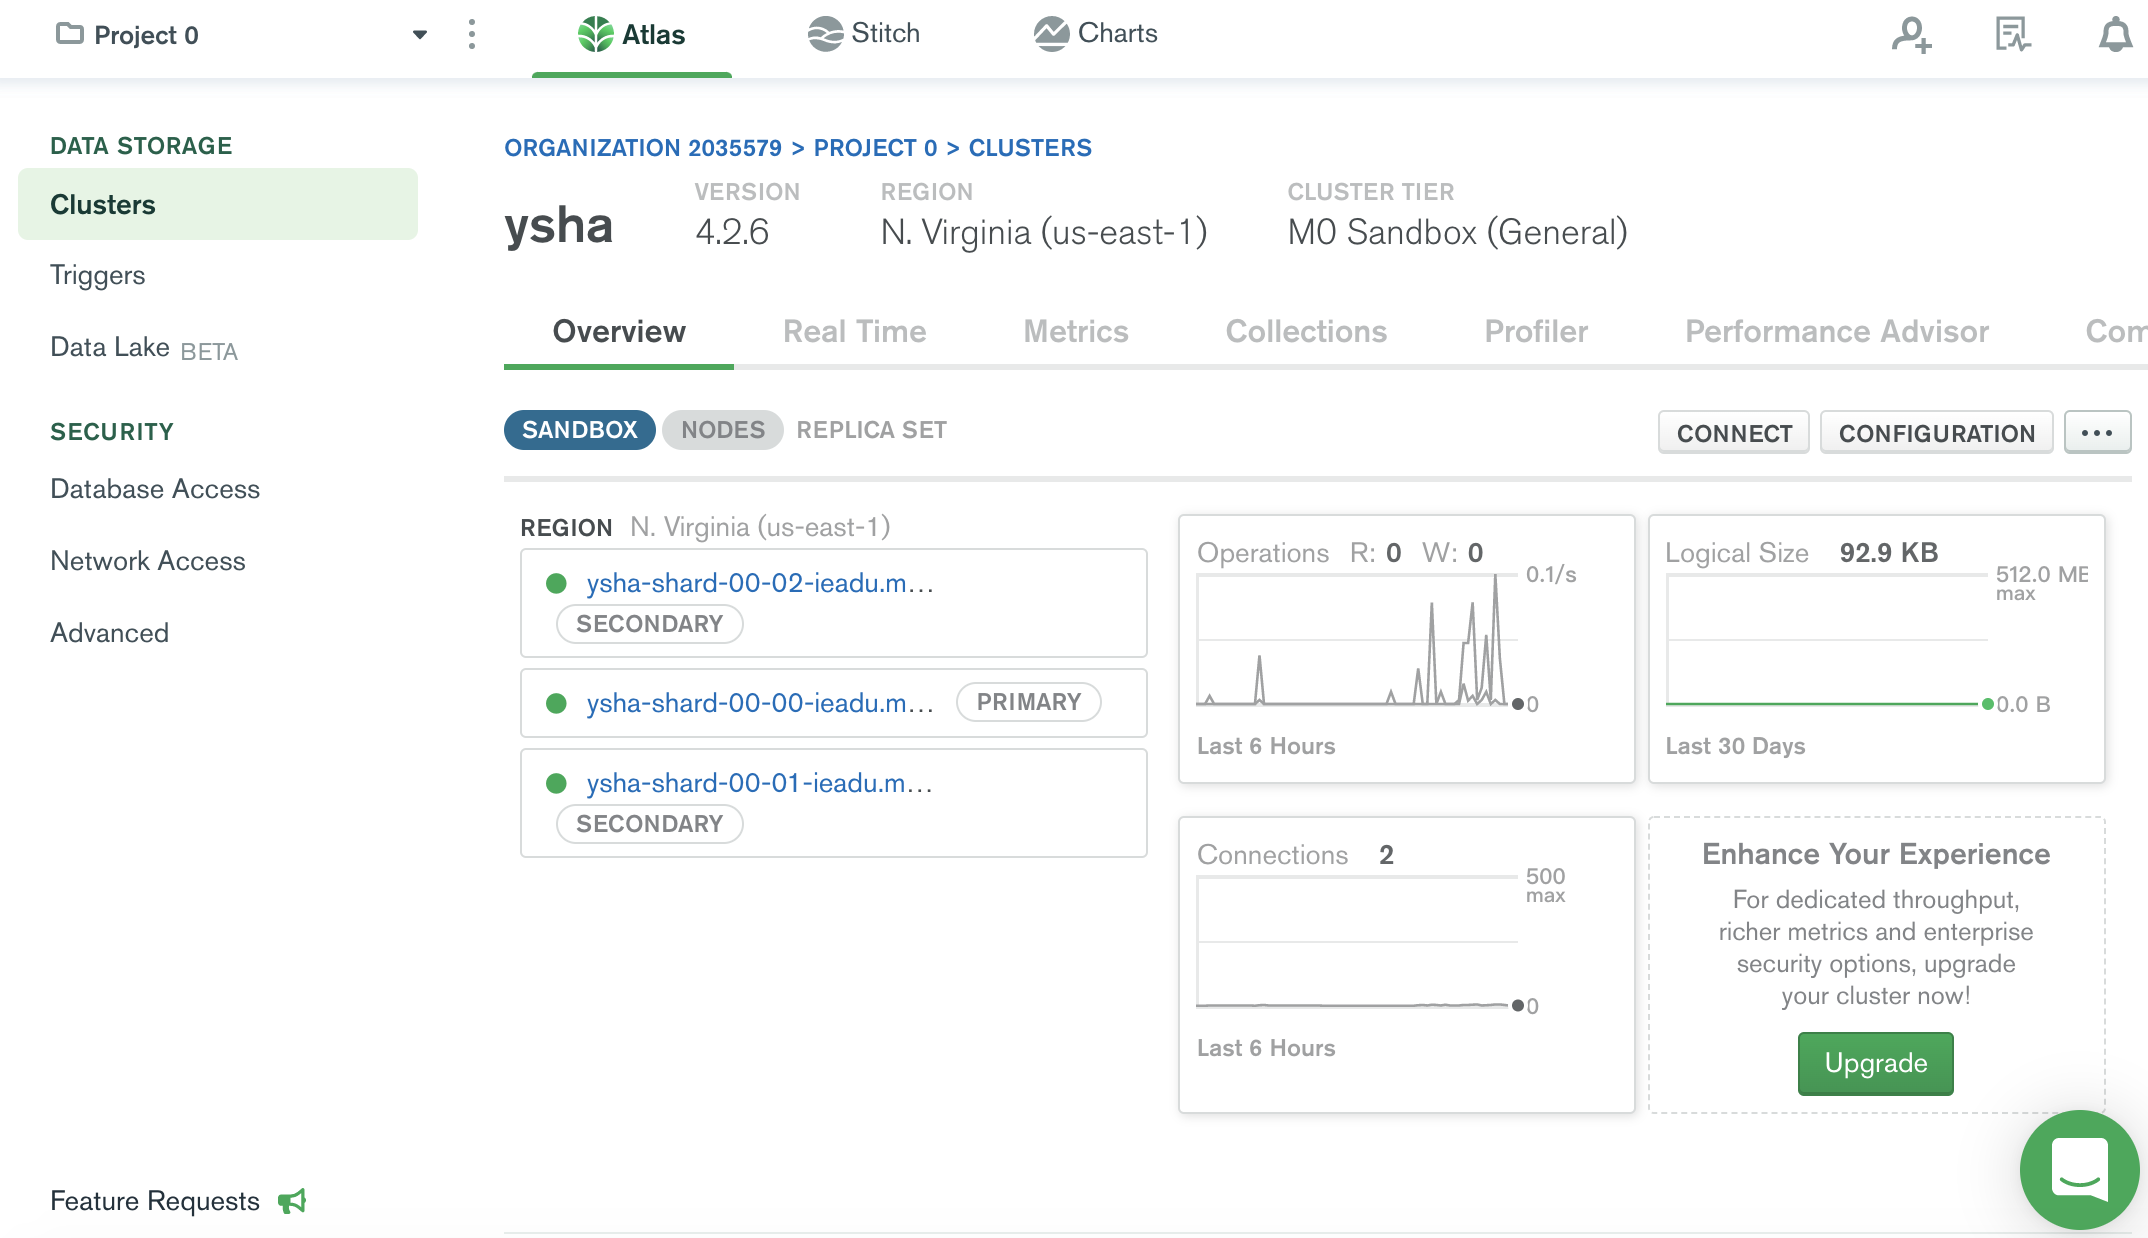 Project 0
Atlas
Stitch
Charts
DATA STORAGE
Clusters
Triggers
Data Lake BETA
SECURITY
Database Access
Network Access
Advanced
Feature Requests
ORGANIZATION 2035579 > PROJECT 0 > CLUSTERS
ysha
VERSION
4.2.6
REGION
N. Virginia (us-east-1)
CLUSTER TIER
M0 Sandbox (General)
Overview
Real Time
Metrics
Collections
Profiler
Performance Advisor
Com
SANDBOX NODES REPLICA SET
CONNECT
CONFIGURATION
...
REGION N. Virginia (us-east-1)
ysha-shard-00-02-ieadu.m...
SECONDARY
ysha-shard-00-00-ieadu.m... PRIMARY
ysha-shard-00-01-ieadu.m...
SECONDARY
Operations R: 0 W: 0
0.1/s
0
Last 6 Hours
Logical Size 92.9 KB
512.0 MB
max
0.0 B
Last 30 Days
Connections 2
500
max
0
Last 6 Hours
Enhance Your Experience
For dedicated throughput,
richer metrics and enterprise
security options, upgrade
your cluster now!
Upgrade